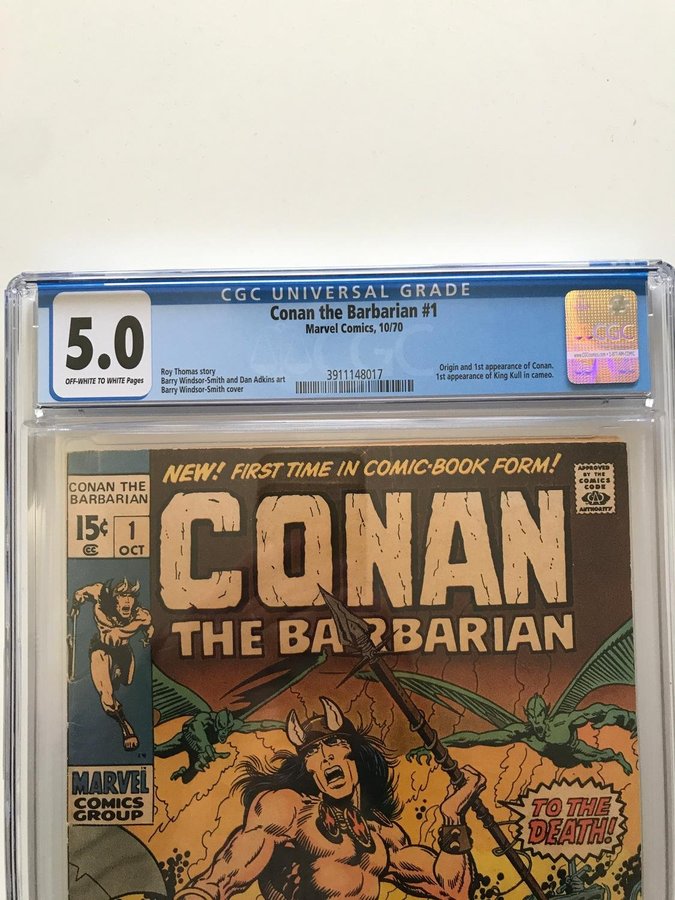 CGC UNIVERSAL GRADE
Conan the Barbarian #1
Marvel Comics, 10/70
5.0
OFF-WHITE TO WHITE Pages
Roy Thomas story
Barry Windsor-Smith and Dan Adkins art
Barry Windsor-Smith cover
3911148017
Origin and 1st appearance of Conan.
1st appearance of King Kull in cameo.
CGC
CONAN THE
BARBARIAN
15¢
CC
1
OCT
NEW! FIRST TIME IN COMIC-BOOK FORM!
APPROVED
BY THE
COMICS
CODE
CA
AUTHORITY
CONAN
THE BARBARIAN
MARVEL
COMICS
GROUP
TO THE
DEATH!